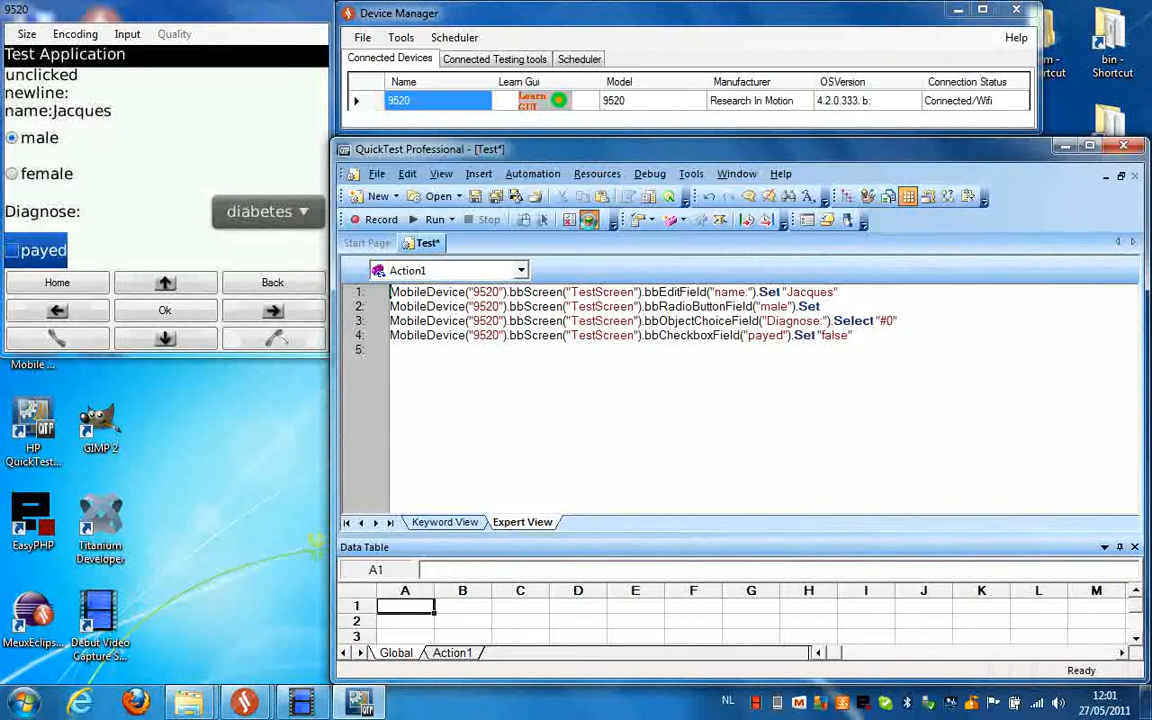 9520
Size Encoding Input Quality
Test Application
unclicked
newline:
name:Jacques
male
female
Diagnose: diabetes
payed
Home Back
Ok
Device Manager
File Tools Scheduler Help
Connected Devices Connected Testing tools Scheduler
Name Learn Gui Model Manufacturer OSVersion Connection Status
9520 Learn GUI 9520 Research In Motion 4.2.0.333. b: Connected/Wifi
bin - Shortcut
QuickTest Professional - [Test*]
File Edit View Insert Automation Resources Debug Tools Window Help
New Open
Record Run Stop
Start Page Test*
Action1
1: MobileDevice("9520").bbScreen("TestScreen").bbEditField("name:").Set "Jacques"
2: MobileDevice("9520").bbScreen("TestScreen").bbRadioButtonField("male").Set
3: MobileDevice("9520").bbScreen("TestScreen").bbObjectChoiceField("Diagnose:").Select "#0"
4: MobileDevice("9520").bbScreen("TestScreen").bbCheckboxField("payed").Set "false"
5:
Keyword View Expert View
Data Table
A1
A B C D E F G H I J K L M
1
2
3
Global Action1
Ready
Mobile ...
QTP
HP QuickTest...
GIMP 2
EasyPHP
Titanium Developer
MeuxEclips...
Debut Video Capture S...
NL
12:01
27/05/2011